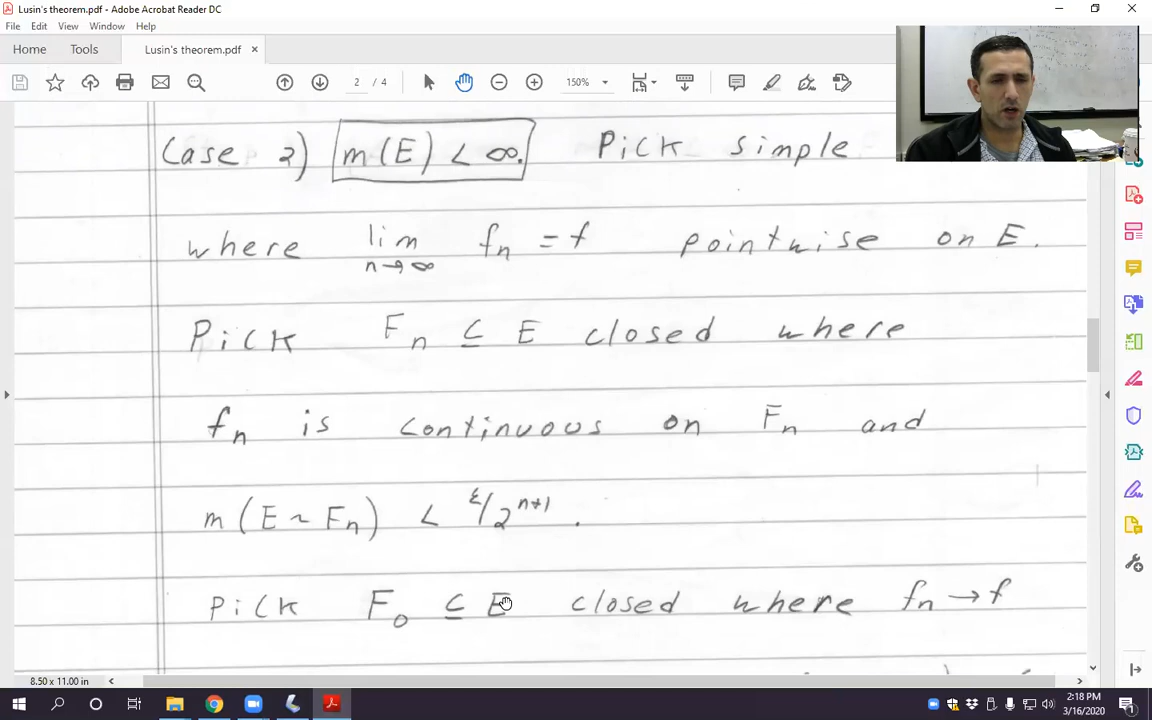 Lusin's theorem.pdf - Adobe Acrobat Reader DC
File Edit View Window Help
Home Tools Lusin's theorem.pdf ×
2 / 4 150%
Case 2) m(E) < ∞. Pick simple
where lim n→∞ fn = f pointwise on E.
Pick Fn ⊆ E closed where
fn is continuous on Fn and
m(E ~ Fn) < ε/2^n+1 .
Pick F0 ⊆ E closed where fn → f
8.50 x 11.00 in
2:18 PM
3/16/2020